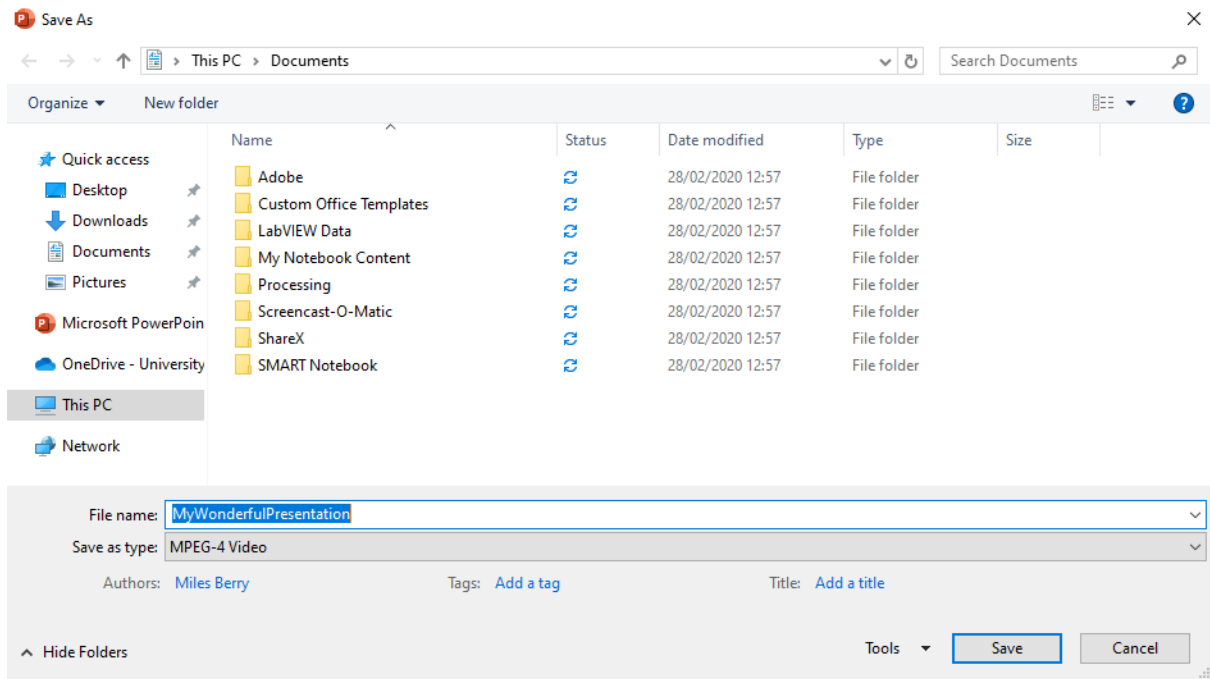 Save As
This PC > Documents
Search Documents
Organize
New folder
Name Status Date modified Type Size
Quick access
Desktop
Downloads
Documents
Pictures
Microsoft PowerPoin
OneDrive - University
This PC
Network
Adobe 28/02/2020 12:57 File folder
Custom Office Templates 28/02/2020 12:57 File folder
LabVIEW Data 28/02/2020 12:57 File folder
My Notebook Content 28/02/2020 12:57 File folder
Processing 28/02/2020 12:57 File folder
Screencast-O-Matic 28/02/2020 12:57 File folder
ShareX 28/02/2020 12:57 File folder
SMART Notebook 28/02/2020 12:57 File folder
File name: MyWonderfulPresentation
Save as type: MPEG-4 Video
Authors: Miles Berry Tags: Add a tag Title: Add a title
Hide Folders Tools Save Cancel